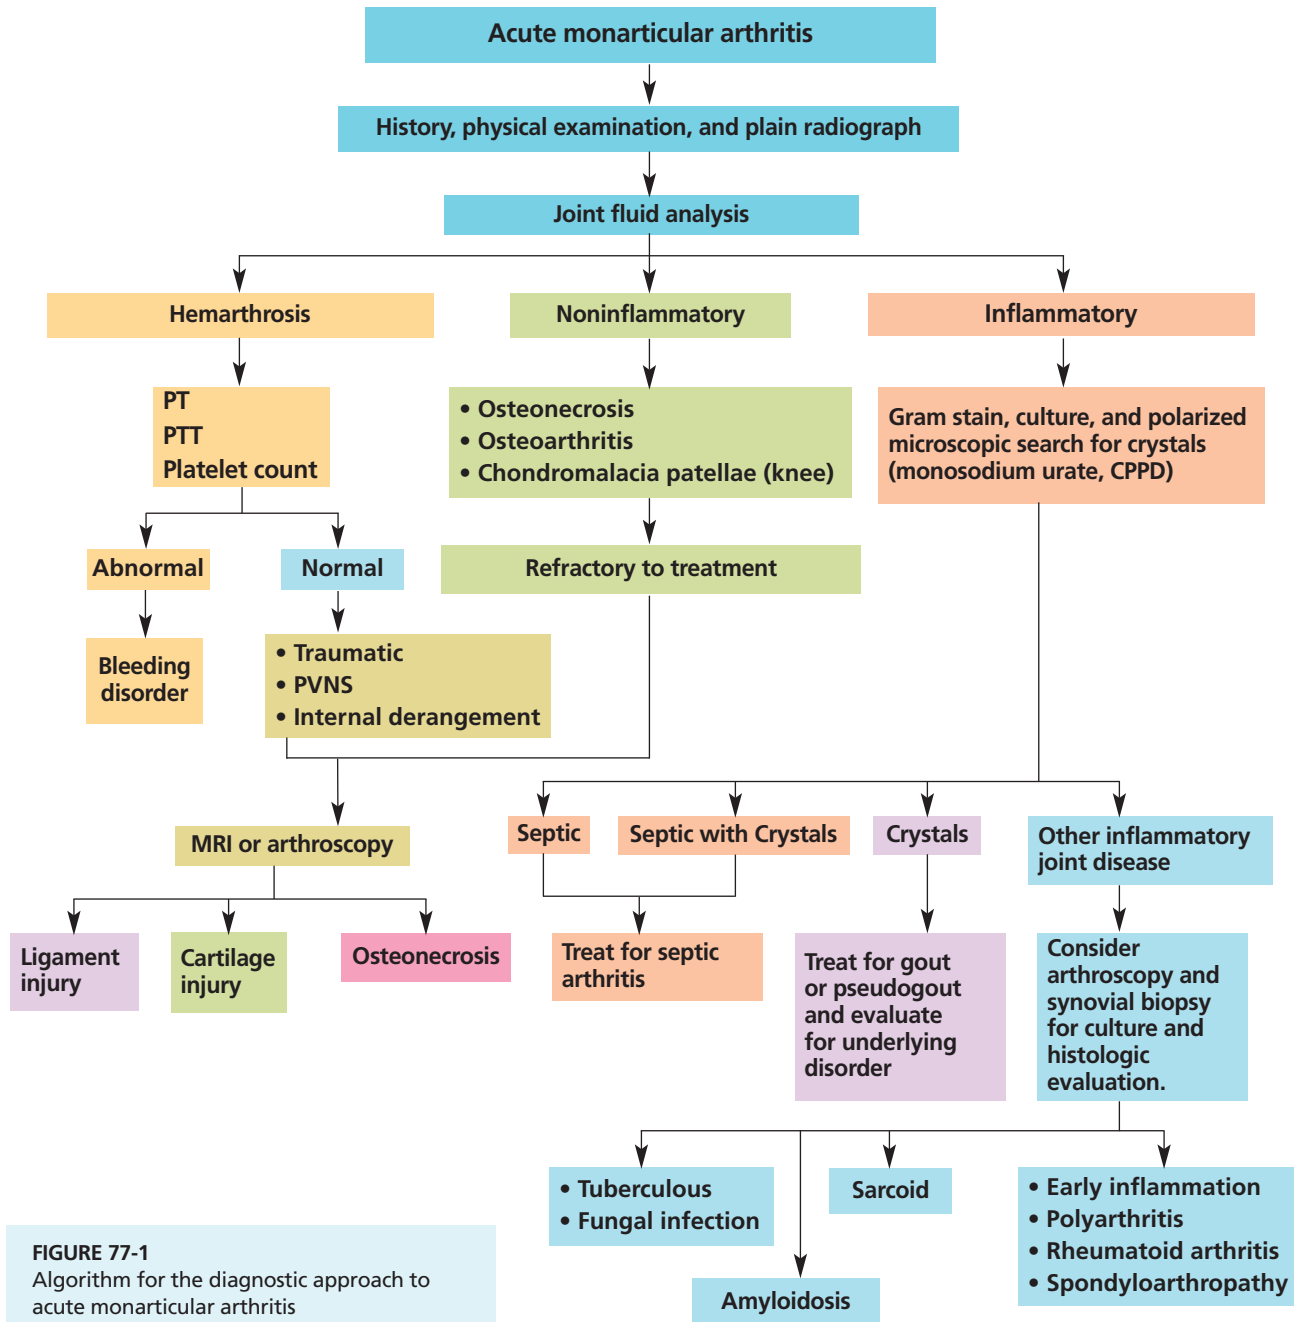 Acute monarticular arthritis
History, physical examination, and plain radiograph
Joint fluid analysis
Hemarthrosis
Noninflammatory
Inflammatory
PT
PTT
Platelet count
• Osteonecrosis
• Osteoarthritis
• Chondromalacia patellae (knee)
Gram stain, culture, and polarized
microscopic search for crystals
(monosodium urate, CPPD)
Abnormal
Normal
Refractory to treatment
Bleeding
disorder
• Traumatic
• PVNS
• Internal derangement
MRI or arthroscopy
Septic
Septic with Crystals
Crystals
Other inflammatory
joint disease
Ligament
injury
Cartilage
injury
Osteonecrosis
Treat for septic
arthritis
Treat for gout
or pseudogout
and evaluate
for underlying
disorder
Consider
arthroscopy and
synovial biopsy
for culture and
histologic
evaluation.
• Tuberculous
• Fungal infection
Amyloidosis
Sarcoid
• Early inflammation
• Polyarthritis
• Rheumatoid arthritis
• Spondyloarthropathy
FIGURE 77-1
Algorithm for the diagnostic approach to
acute monarticular arthritis